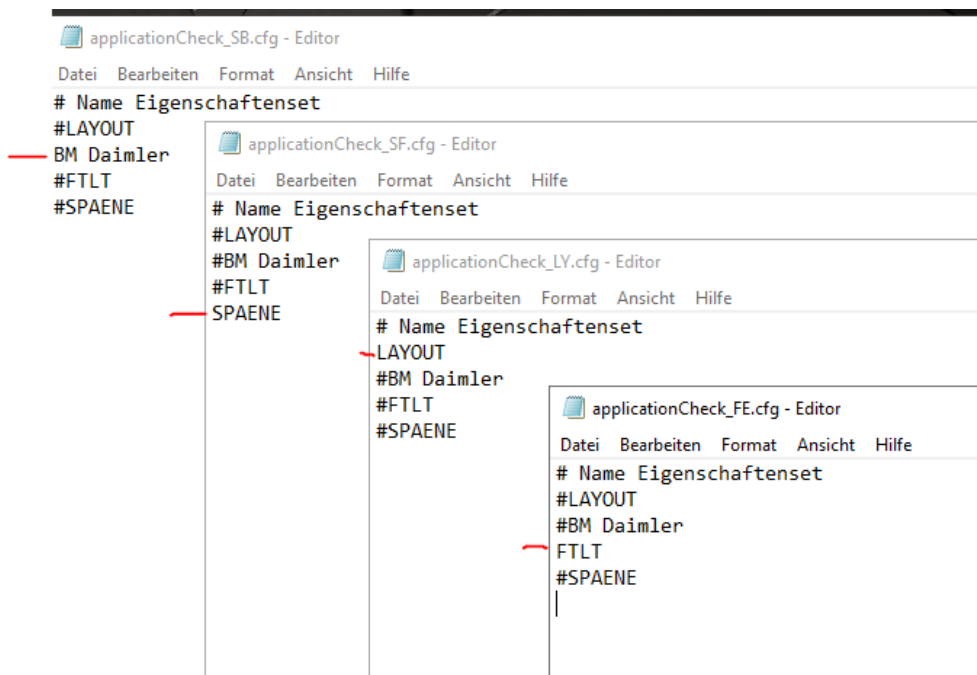 applicationCheck_SB.cfg - Editor
Datei Bearbeiten Format Ansicht Hilfe
# Name Eigenschaftenset
#LAYOUT
BM Daimler
#FTLT
#SPAENE
applicationCheck_SF.cfg - Editor
Datei Bearbeiten Format Ansicht Hilfe
# Name Eigenschaftenset
#LAYOUT
#BM Daimler
#FTLT
SPAENE
applicationCheck_LY.cfg - Editor
Datei Bearbeiten Format Ansicht Hilfe
# Name Eigenschaftenset
LAYOUT
#BM Daimler
#FTLT
#SPAENE
applicationCheck_FE.cfg - Editor
Datei Bearbeiten Format Ansicht Hilfe
# Name Eigenschaftenset
#LAYOUT
#BM Daimler
FTLT
#SPAENE